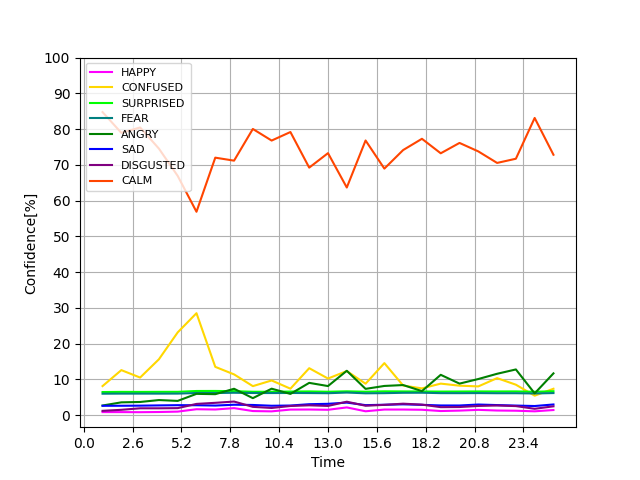 100
90
80
70
60
50
40
30
20
10
0
Confidence[%]
HAPPY
CONFUSED
SURPRISED
FEAR
ANGRY
SAD
DISGUSTED
CALM
0.0 2.6 5.2 7.8 10.4 13.0 15.6 18.2 20.8 23.4
Time